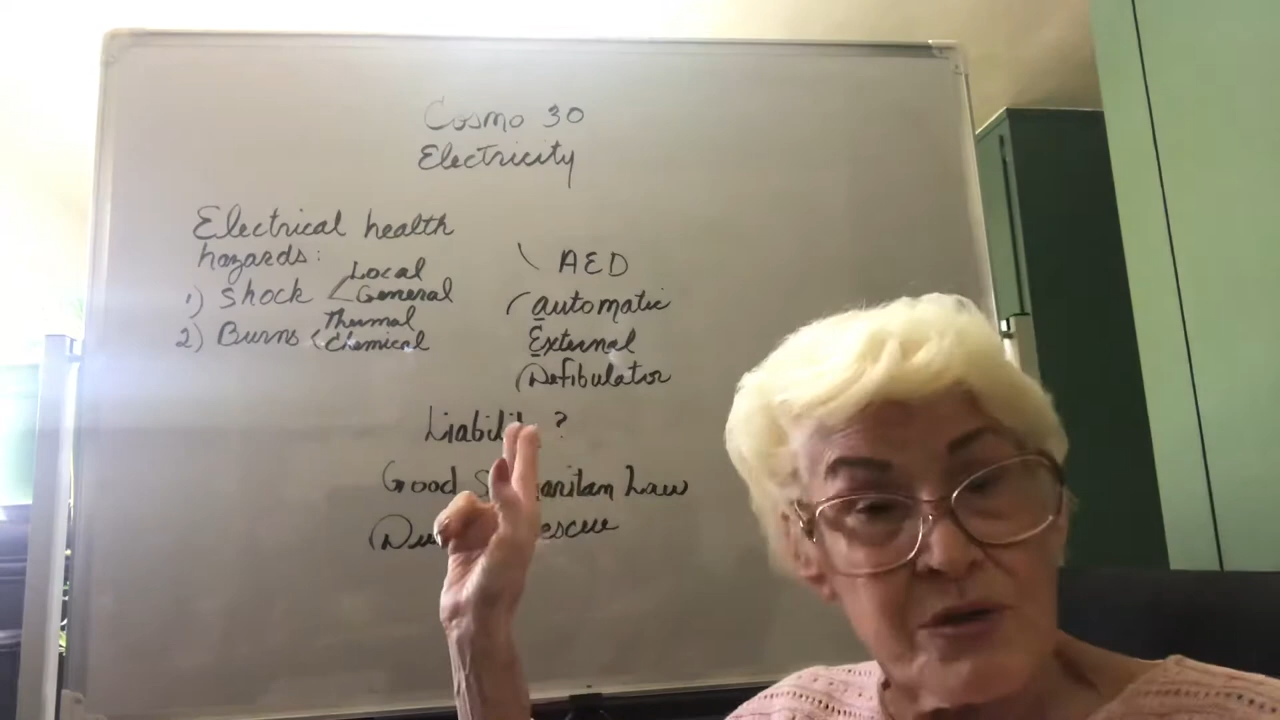 Cosmo 30
Electricity
Electrical health
hazards:
1) Shock < Local
General
2) Burns < Thermal
Chemical
AED
automatic
External
Defibulator
?
Good Law